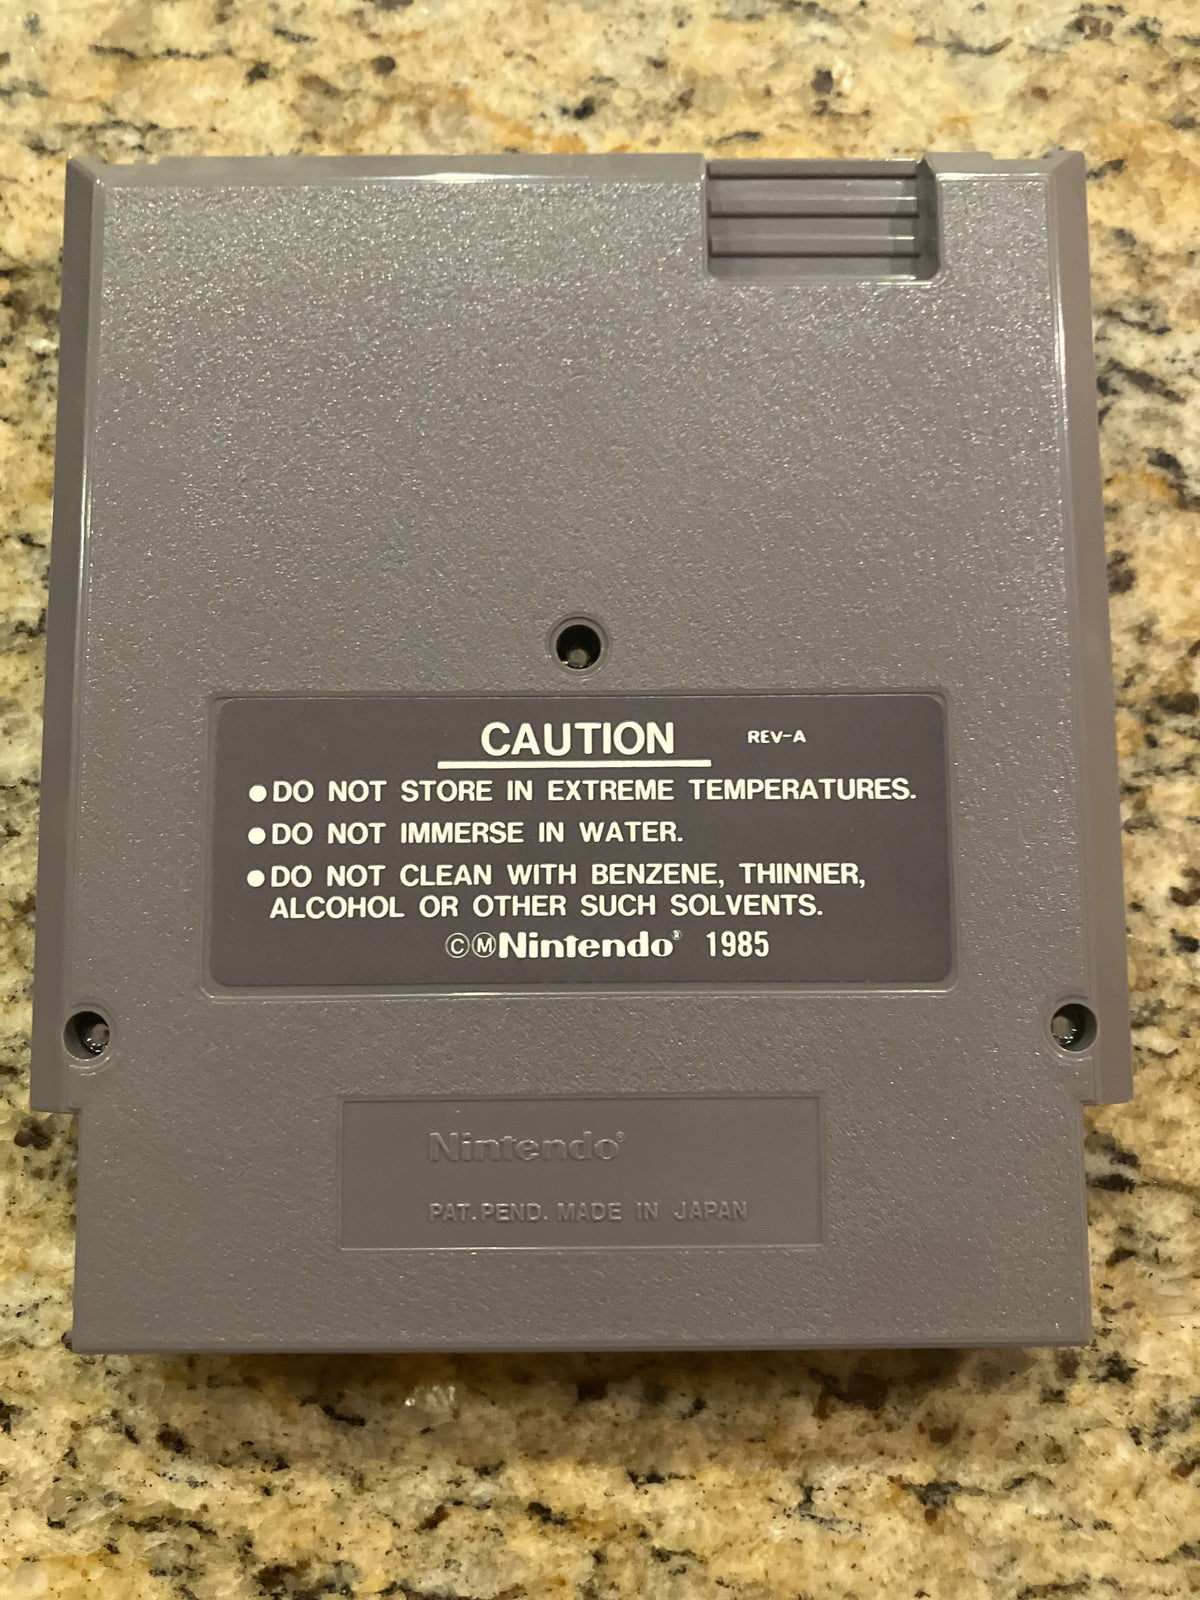 CAUTION REV-A
●DO NOT STORE IN EXTREME TEMPERATURES.
●DO NOT IMMERSE IN WATER.
●DO NOT CLEAN WITH BENZENE, THINNER,
ALCOHOL OR OTHER SUCH SOLVENTS.
ⒸⓂNintendo® 1985
Nintendo®
PAT. PEND. MADE IN JAPAN